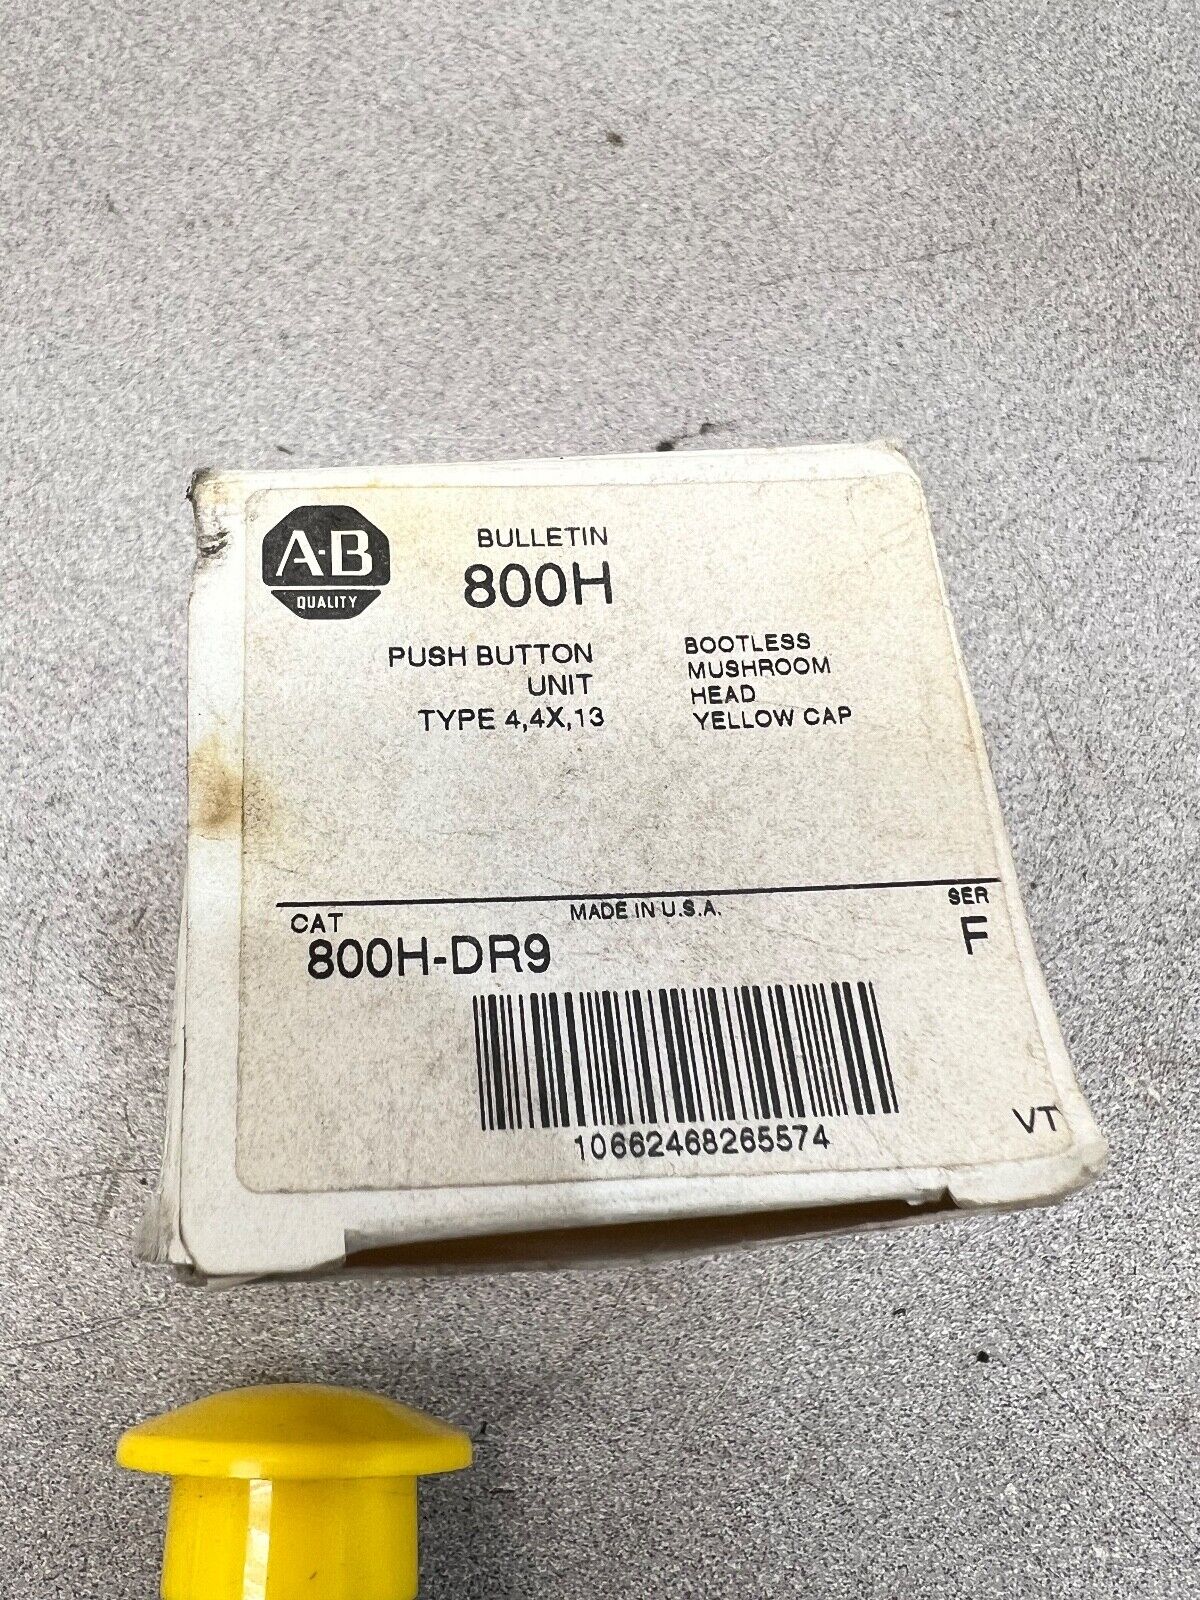 A-B
QUALITY
BULLETIN
800H
PUSH BUTTON
UNIT
TYPE 4,4X,13
BOOTLESS
MUSHROOM
HEAD
YELLOW CAP
CAT
MADE IN U.S.A.
SER
800H-DR9
F
10662468265574
VT